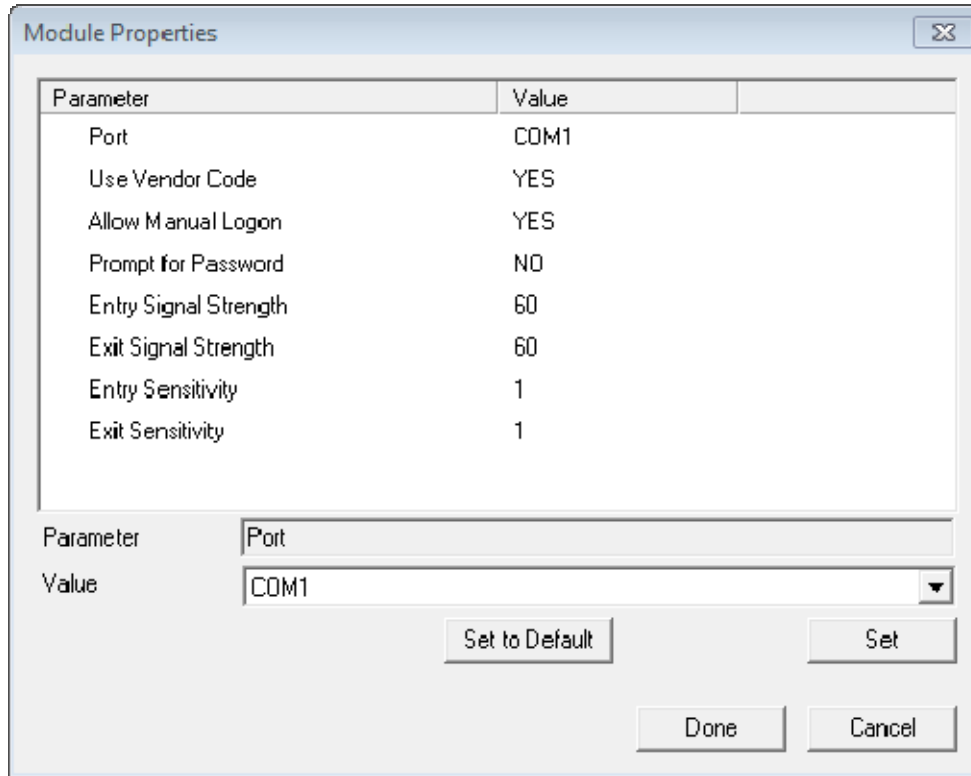 Module Properties
Parameter Value
Port COM1
Use Vendor Code YES
Allow Manual Logon YES
Prompt for Password NO
Entry Signal Strength 60
Exit Signal Strength 60
Entry Sensitivity 1
Exit Sensitivity 1
Parameter Port
Value COM1
Set to Default Set
Done Cancel